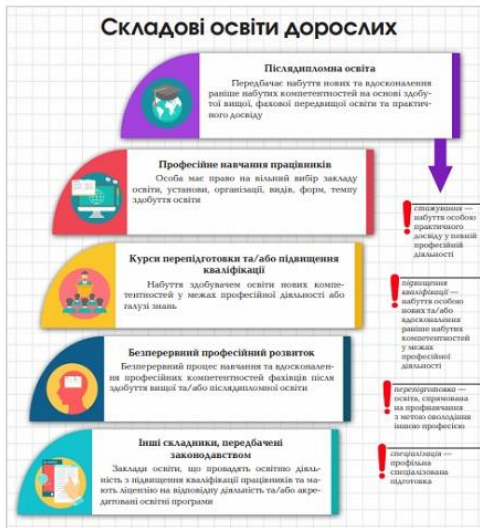 Складові освіти дорослих
Післядипломна освіта
Передбачає набуття нових та вдосконалення
раніше набутих компетентностей на основі здобу-
тої вищої, фахової передвищої освіти та практич-
ного досвіду
Професійне навчання працівників
Особа має право на вільний вибір закладу
освіти, установи, організації, видів, форм, темпу
здобуття освіти
Курси перепідготовки та/або підвищення
кваліфікації
Набуття здобувачем освіти нових компе-
тентностей у межах професійної діяльності або
галузі знань
Безперервний професійний розвиток
Безперервний процес навчання та вдосконален-
ня професійних компетентностей фахівців після
здобуття вищої та/або післядипломної освіти
Інші складники, передбачені
законодавством
Заклади освіти, що провадять освітню діяль-
ність з підвищення кваліфікації працівників та ма-
ють ліцензію на відповідну діяльність та/або акре-
дитовані освітні програми
стажування —
набуття особою
практичного
досвіду у певній
професійній
діяльності
підвищення
кваліфікації —
набуття особою
нових та/або
вдосконалення
раніше набутих
компетентностей
у межах
професійної
діяльності
перепідготовка —
освіта, спрямована
на профнавчання
з метою оволодіння
іншою професією
спеціалізація —
профільна
спеціалізована
підготовка